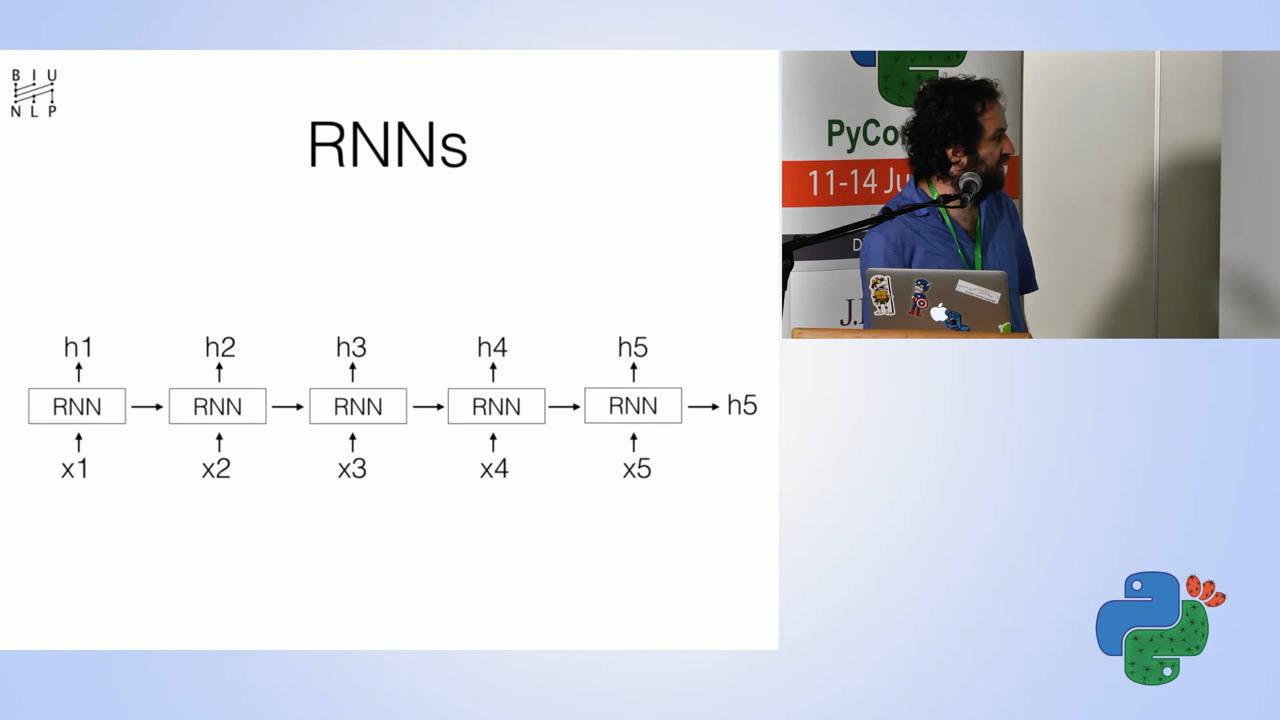 B I U
N L P
RNNs
h1 h2 h3 h4 h5
RNN RNN RNN RNN RNN h5
x1 x2 x3 x4 x5
PyCo
11-14 Ju
D
J.